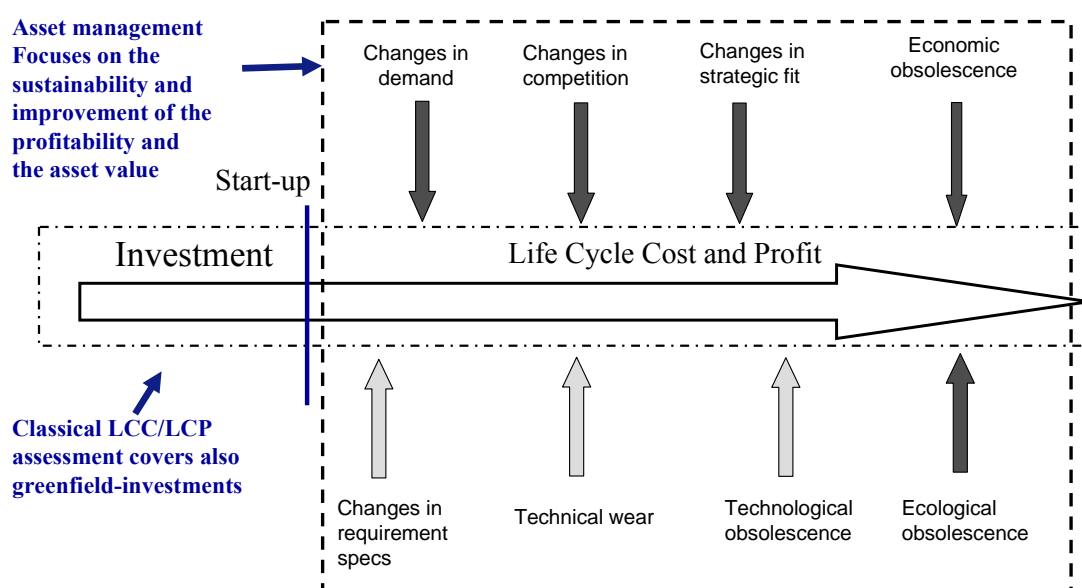 Asset management
Focuses on the
sustainability and
improvement of the
profitability and
the asset value
Changes in
demand
Changes in
competition
Changes in
strategic fit
Economic
obsolescence
Start-up
Investment
Life Cycle Cost and Profit
Classical LCC/LCP
assessment covers also
greenfield-investments
Changes in
requirement
specs
Technical wear
Technological
obsolescence
Ecological
obsolescence